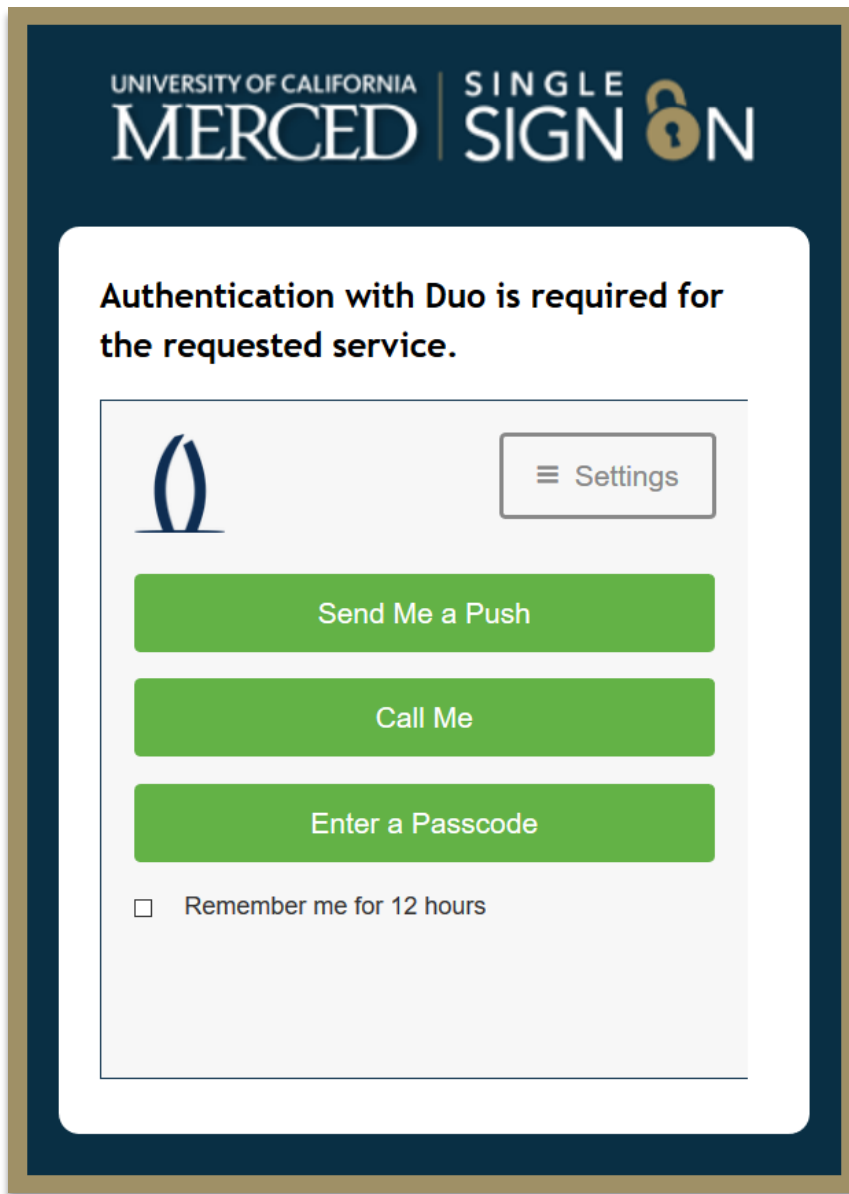 UNIVERSITY OF CALIFORNIA
MERCED
SINGLE
SIGN ON
Authentication with Duo is required for
the requested service.
≡ Settings
Send Me a Push
Call Me
Enter a Passcode
Remember me for 12 hours